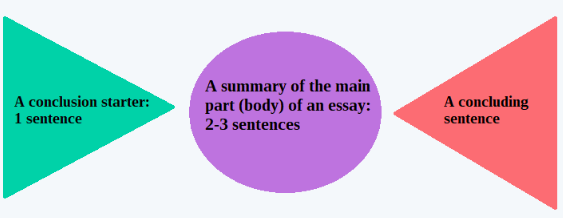 A conclusion starter:
1 sentence
A summary of the main
part (body) of an essay:
2-3 sentences
A concluding
sentence